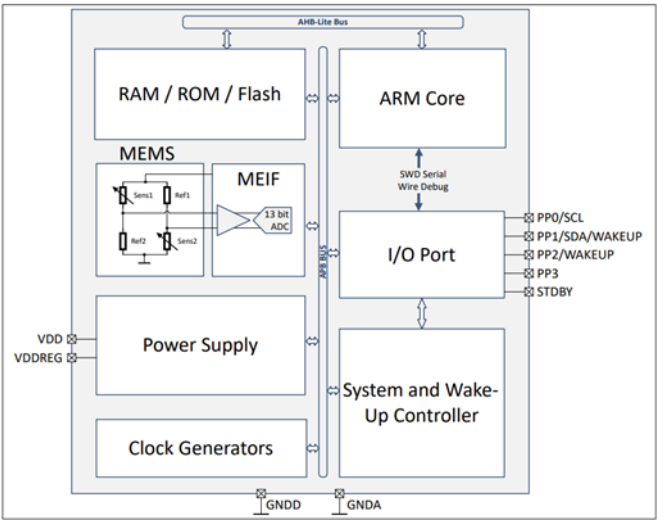 AHB-Lite Bus
RAM / ROM / Flash
ARM Core
SWD Serial
Wire Debug
MEMS
MEIF
Sens1
Ref1
Ref2
Sens2
13 bit
ADC
APB BUS
I/O Port
PP0/SCL
PP1/SDA/WAKEUP
PP2/WAKEUP
PP3
STDBY
VDD
VDDREG
Power Supply
System and Wake-
Up Controller
Clock Generators
GNDD
GNDA